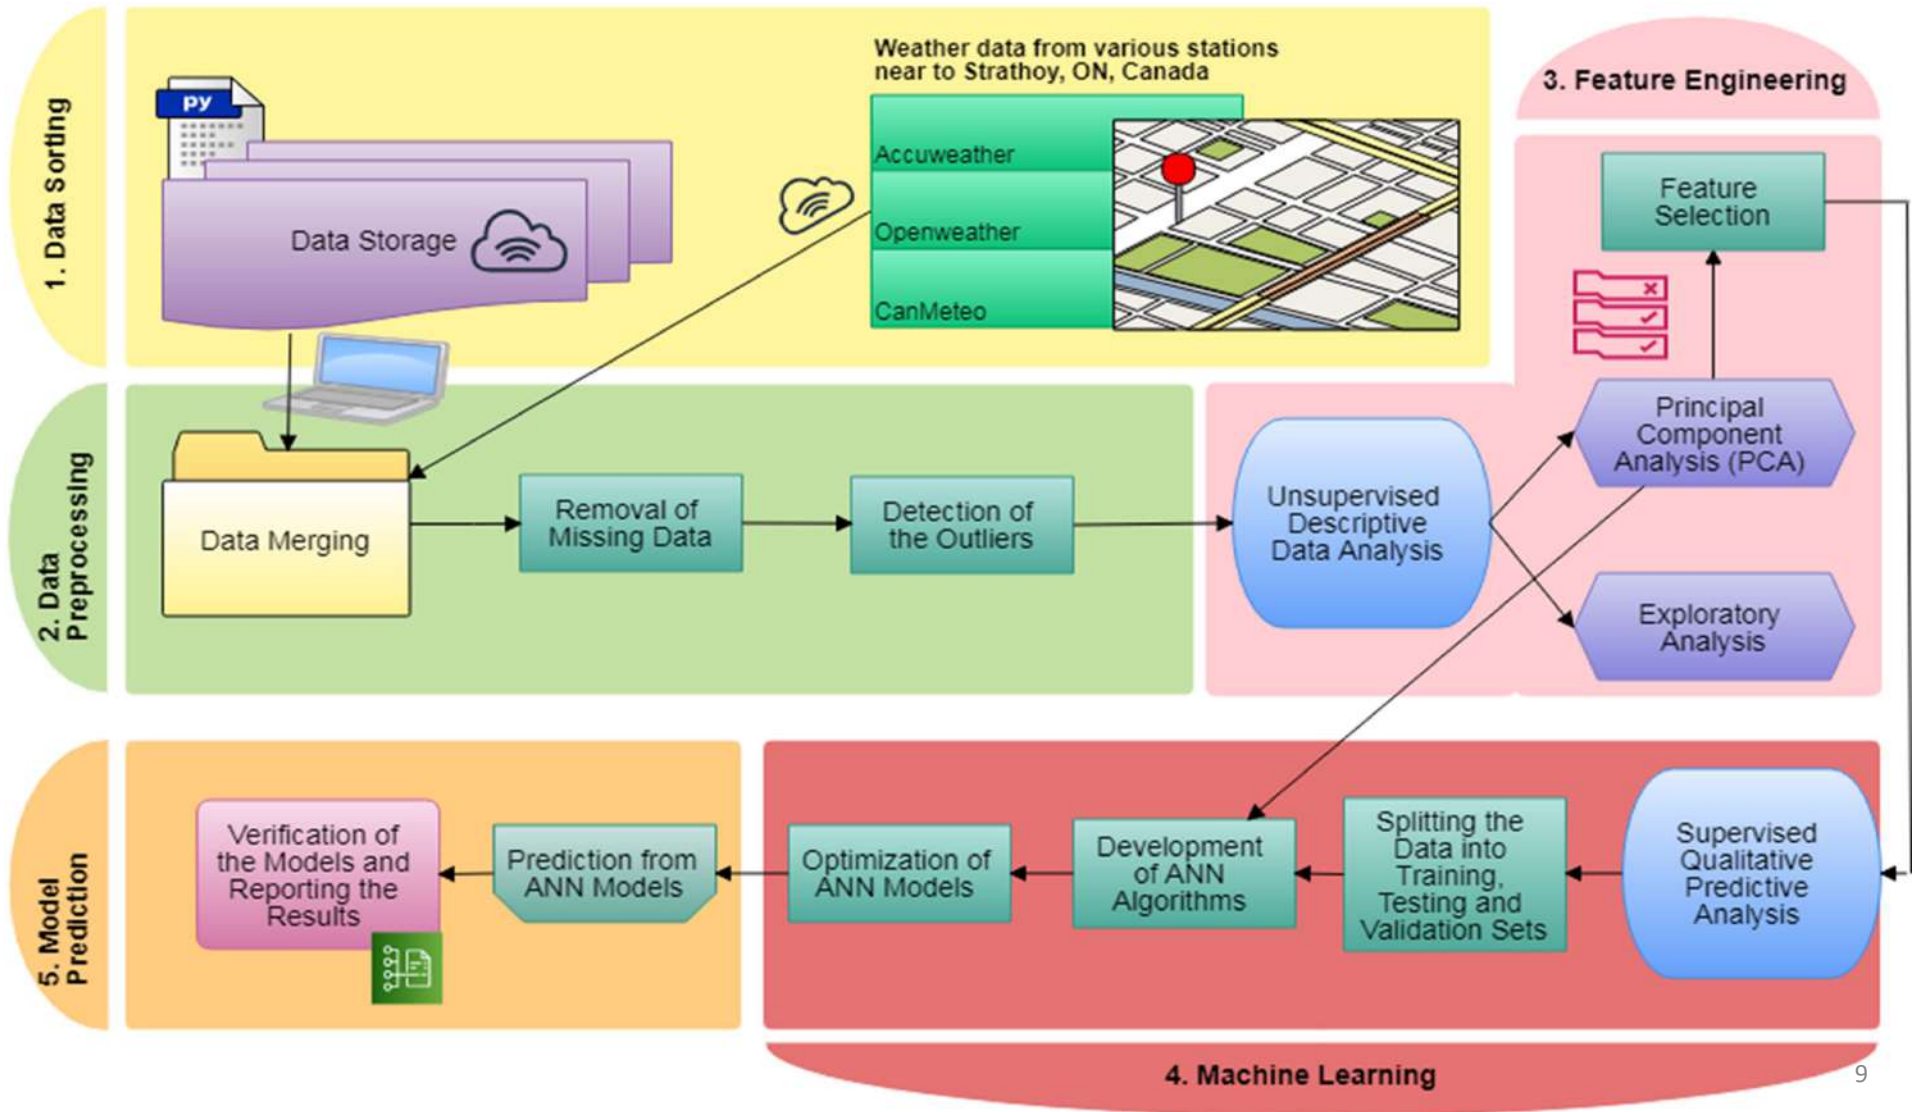 1. Data Sorting
py
Data Storage
Weather data from various stations
near to Strathoy, ON, Canada
Accuweather
Openweather
CanMeteo
3. Feature Engineering
Feature
Selection
2. Data
Preprocessing
Data Merging
Removal of
Missing Data
Detection of
the Outliers
Unsupervised
Descriptive
Data Analysis
Principal
Component
Analysis (PCA)
Exploratory
Analysis
5. Model
Prediction
Verification of
the Models and
Reporting the
Results
Prediction from
ANN Models
Optimization of
ANN Models
Development
of ANN
Algorithms
Splitting the
Data into
Training,
Testing and
Validation Sets
Supervised
Qualitative
Predictive
Analysis
4. Machine Learning
9